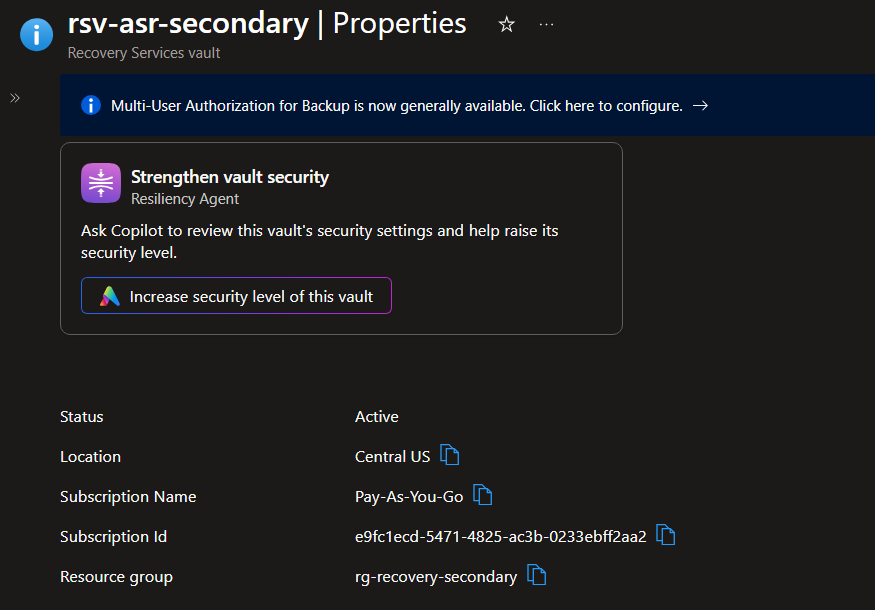 rsv-asr-secondary | Properties
Recovery Services vault
Multi-User Authorization for Backup is now generally available. Click here to configure. →
Strengthen vault security
Resiliency Agent
Ask Copilot to review this vault's security settings and help raise its
security level.
Increase security level of this vault
Status Active
Location Central US
Subscription Name Pay-As-You-Go
Subscription Id e9fc1ecd-5471-4825-ac3b-0233ebff2aa2
Resource group rg-recovery-secondary